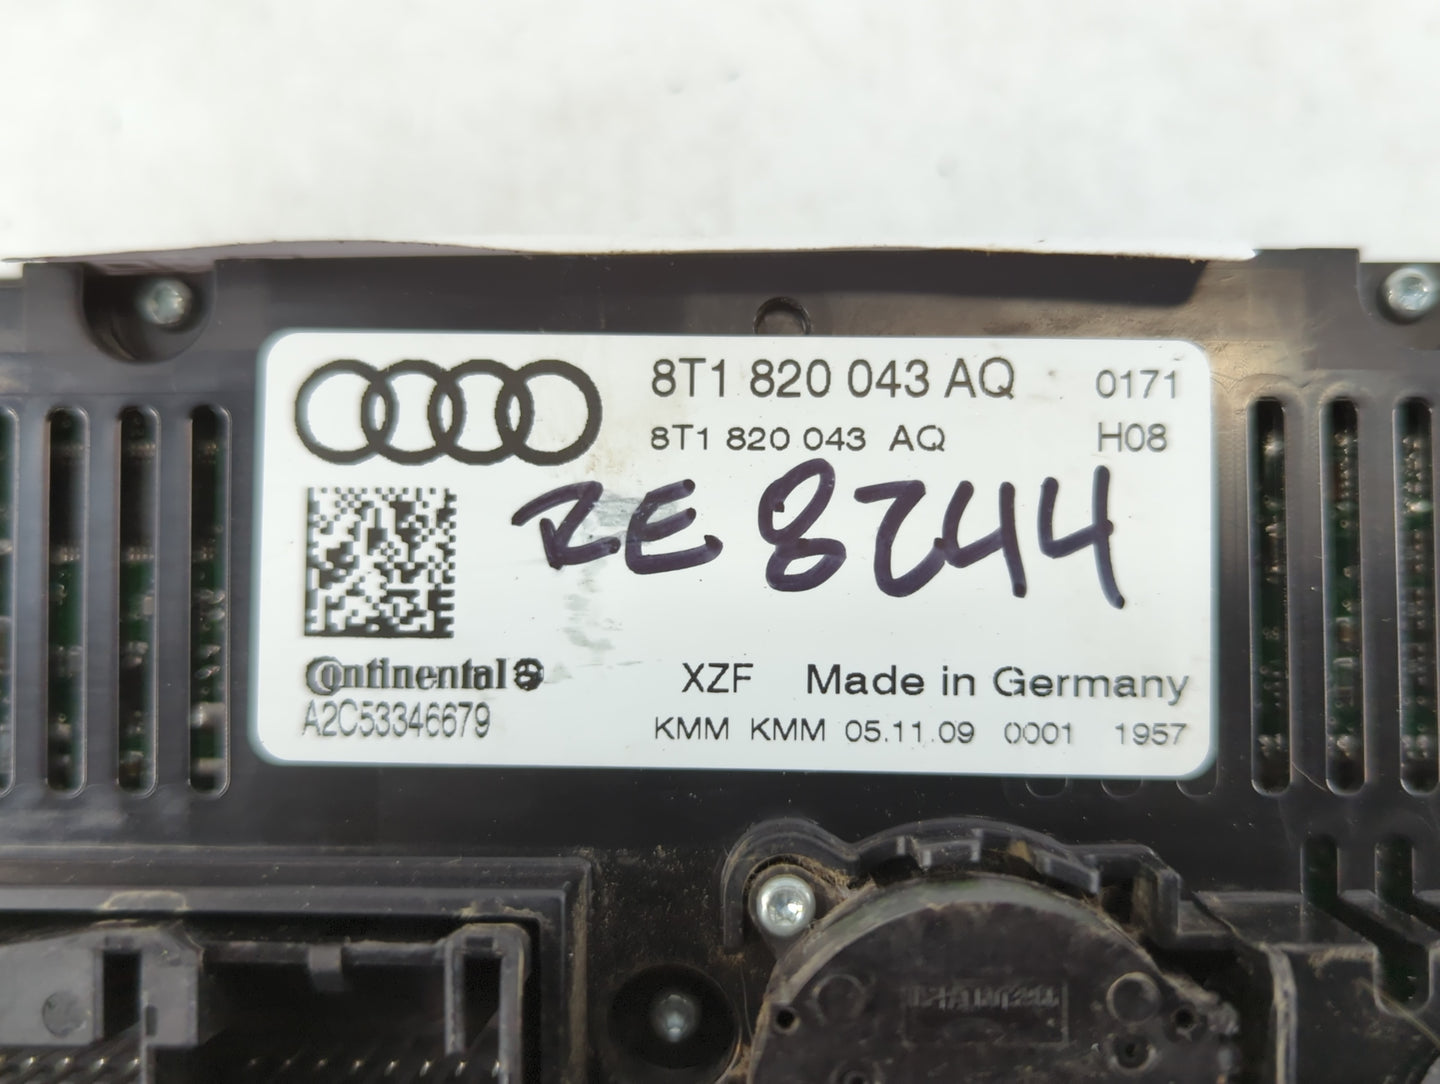 8T1 820 043 AQ 0171
8T1 820 043 AQ H08
RE 8244
Continental
XZF Made in Germany
A2C53346679
KMM KMM 05.11.09 0001 1957